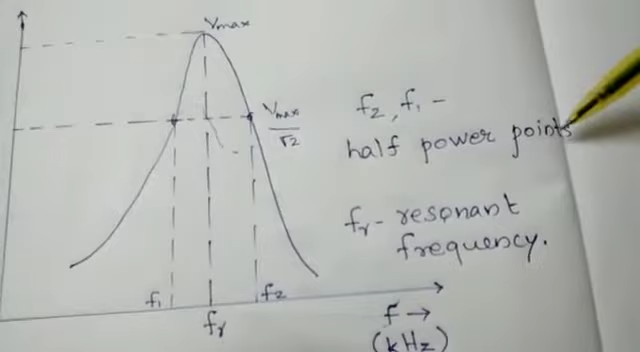 Vmax
Vmax
√2
f2, f1 -
half power points
fr - resonant
frequency.
f1
f2
fr
f →
(kHz)